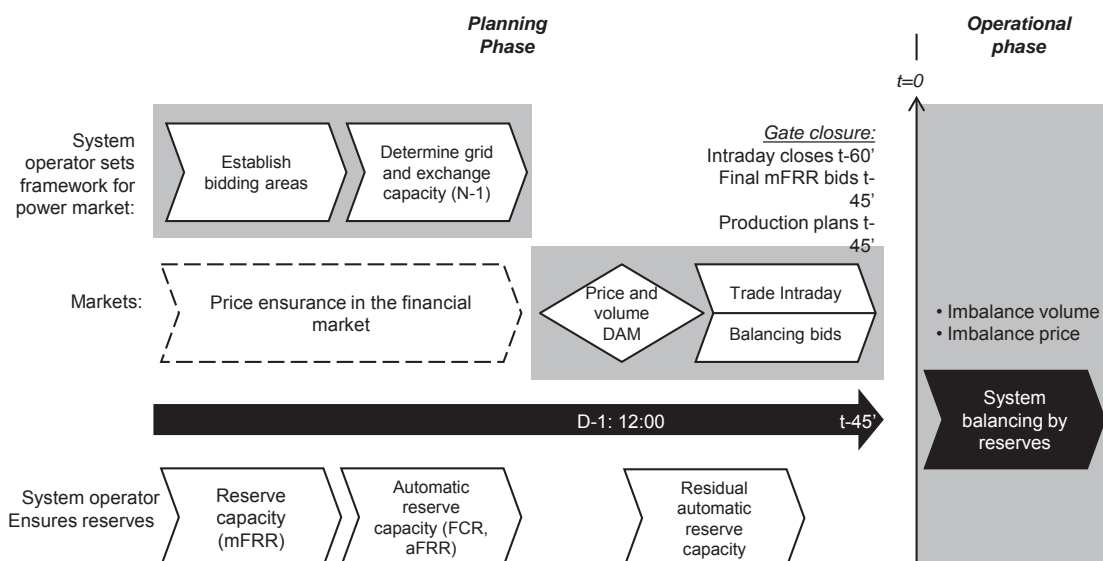 Planning
Phase
Operational
phase
t=0
System
operator sets
framework for
power market:
Establish
bidding areas
Determine grid
and exchange
capacity (N-1)
Gate closure:
Intraday closes t-60’
Final mFRR bids t-
45’
Production plans t-
45’
Markets:
Price ensurance in the financial
market
Price and
volume
DAM
Trade Intraday
Balancing bids
• Imbalance volume
• Imbalance price
D-1: 12:00
t-45’
System
balancing by
reserves
System operator
Ensures reserves
Reserve
capacity
(mFRR)
Automatic
reserve
capacity (FCR,
aFRR)
Residual
automatic
reserve
capacity